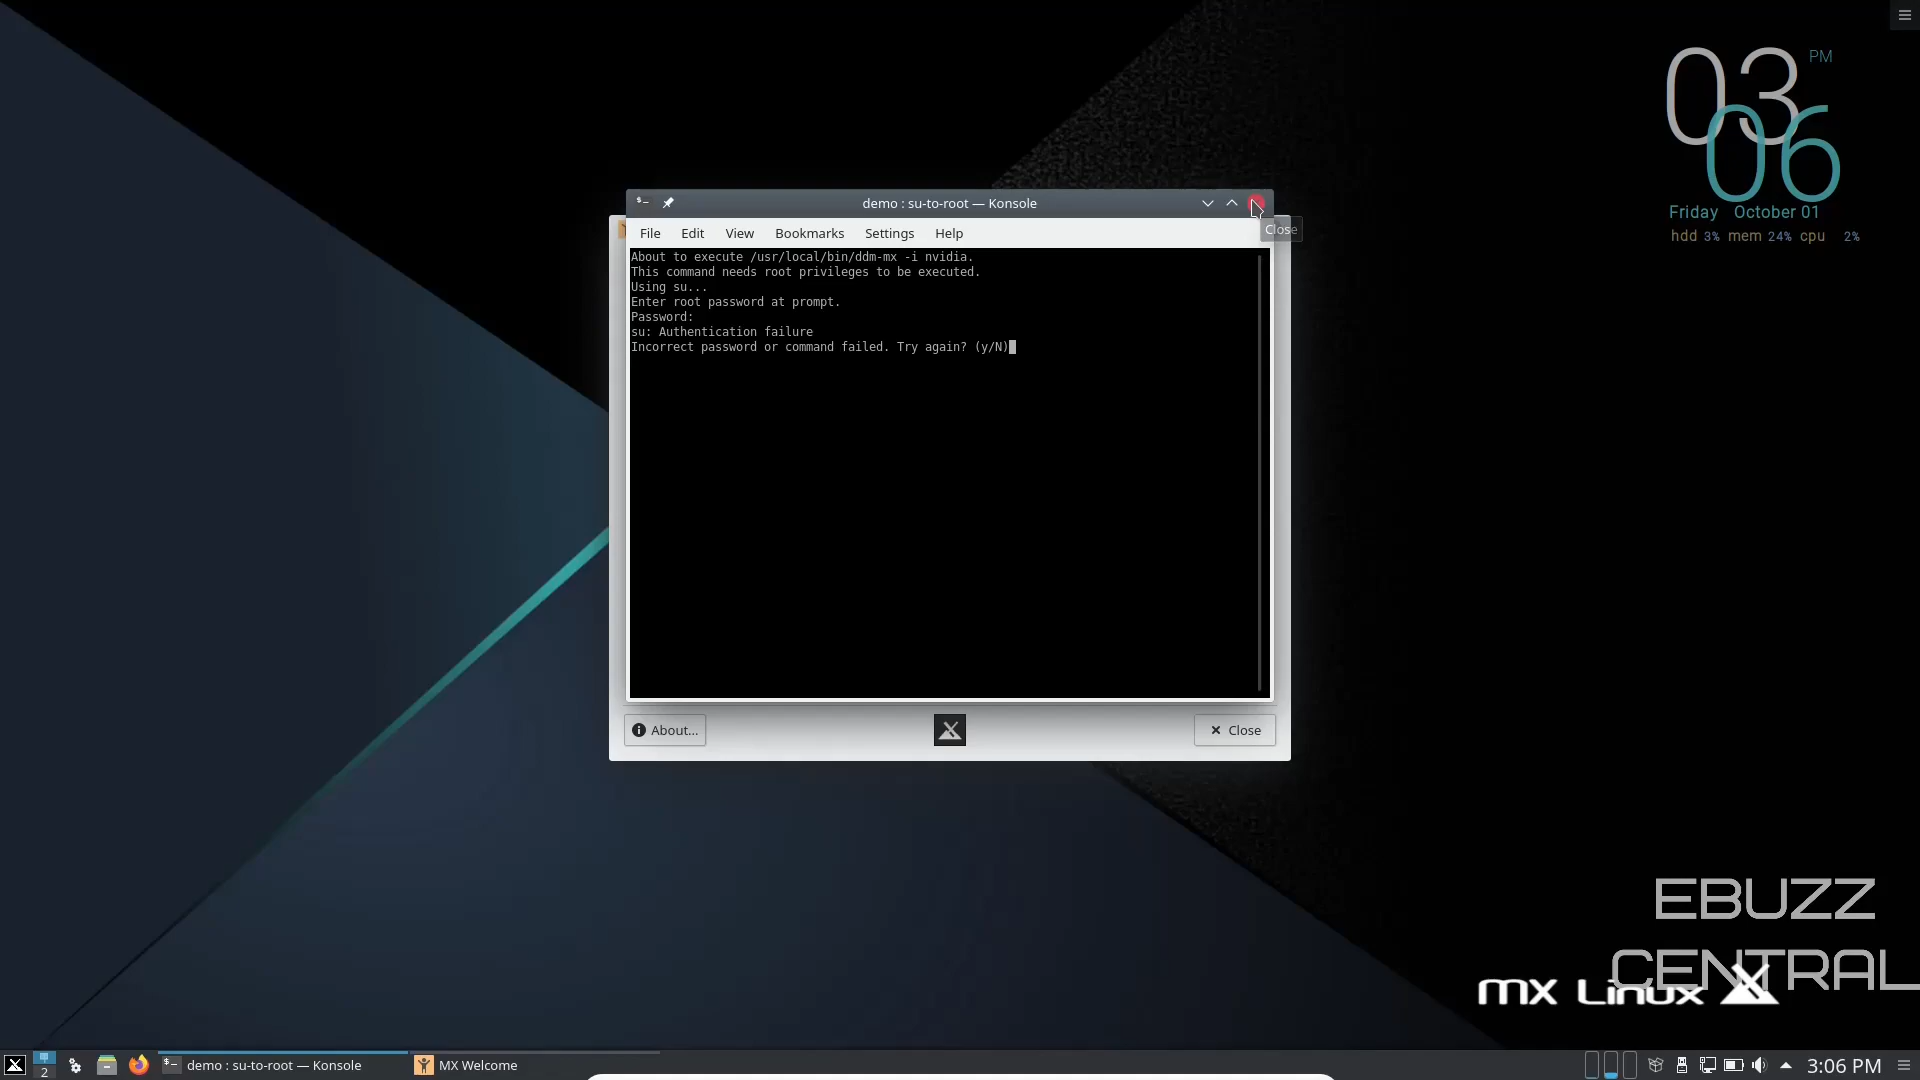 03 PM
06
Friday October 01
hdd 3% mem 24% cpu 2%
demo : su-to-root — Konsole
Close
File Edit View Bookmarks Settings Help
About to execute /usr/local/bin/ddm-mx -i nvidia.
This command needs root privileges to be executed.
Using su...
Enter root password at prompt.
Password:
su: Authentication failure
Incorrect password or command failed. Try again? (y/N)
About... Close
EBUZZ
CENTRAL
mx Linux
2 demo : su-to-root — Konsole MX Welcome 3:06 PM